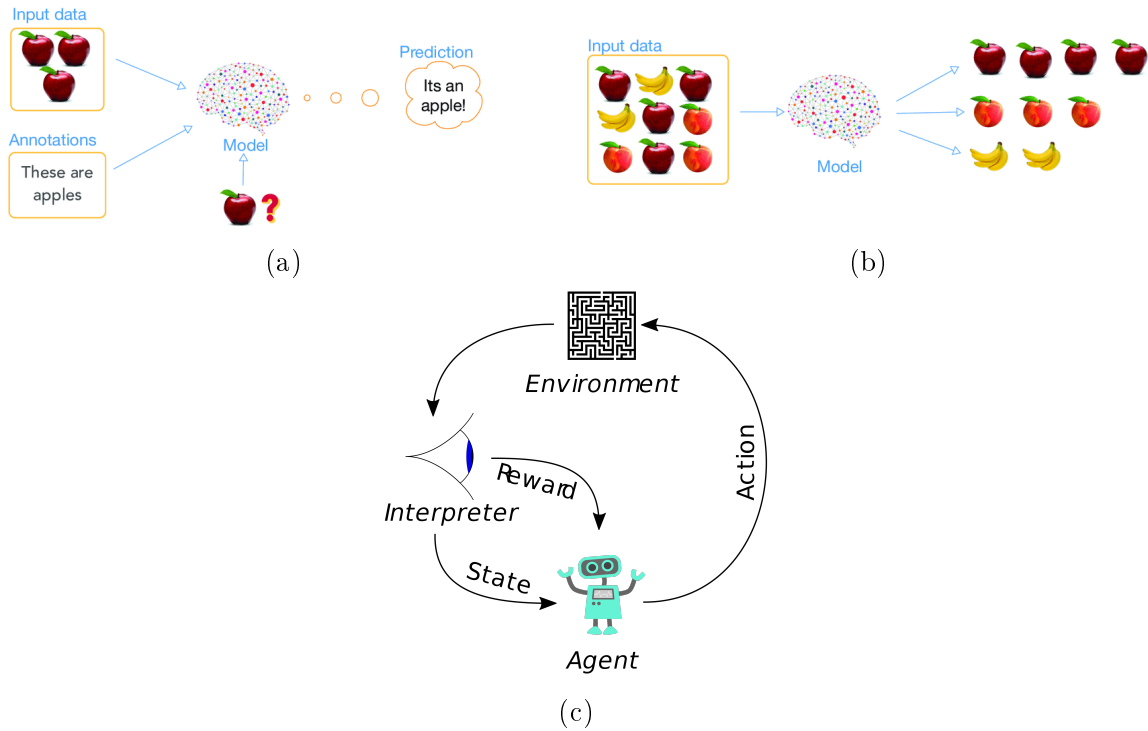 Input data
Annotations
These are
apples
Model
?
Prediction
Its an
apple!
(a)
Input data
Model
(b)
Environment
Interpreter
Reward
State
Action
Agent
(c)